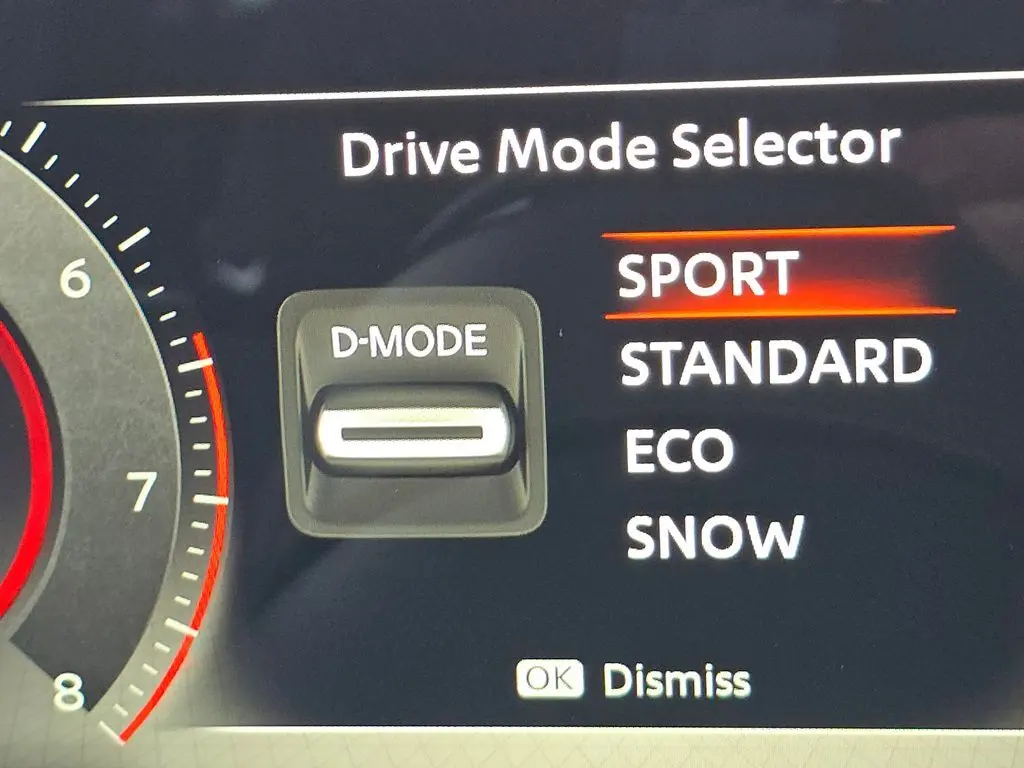 Drive Mode Selector
SPORT
D-MODE
STANDARD
ECO
SNOW
OK Dismiss
6
7
8